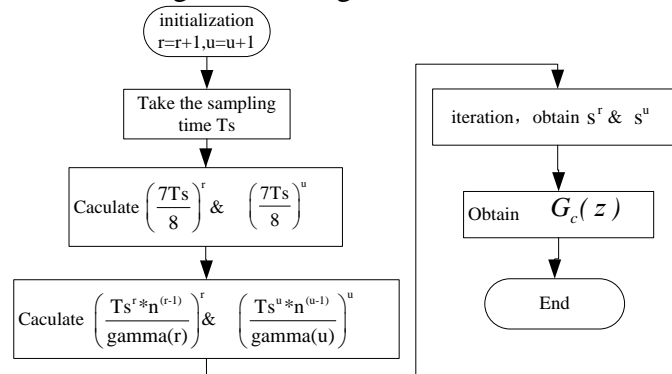 initialization
r=r+1,u=u+1
Take the sampling
time Ts
Caculate (7Ts/8)^r & (7Ts/8)^u
Caculate (Ts^r*n^(r-1)/gamma(r))^r & (Ts^u*n^(u-1)/gamma(u))^u
iteration，obtain s^r & s^u
Obtain G_c(z)
End